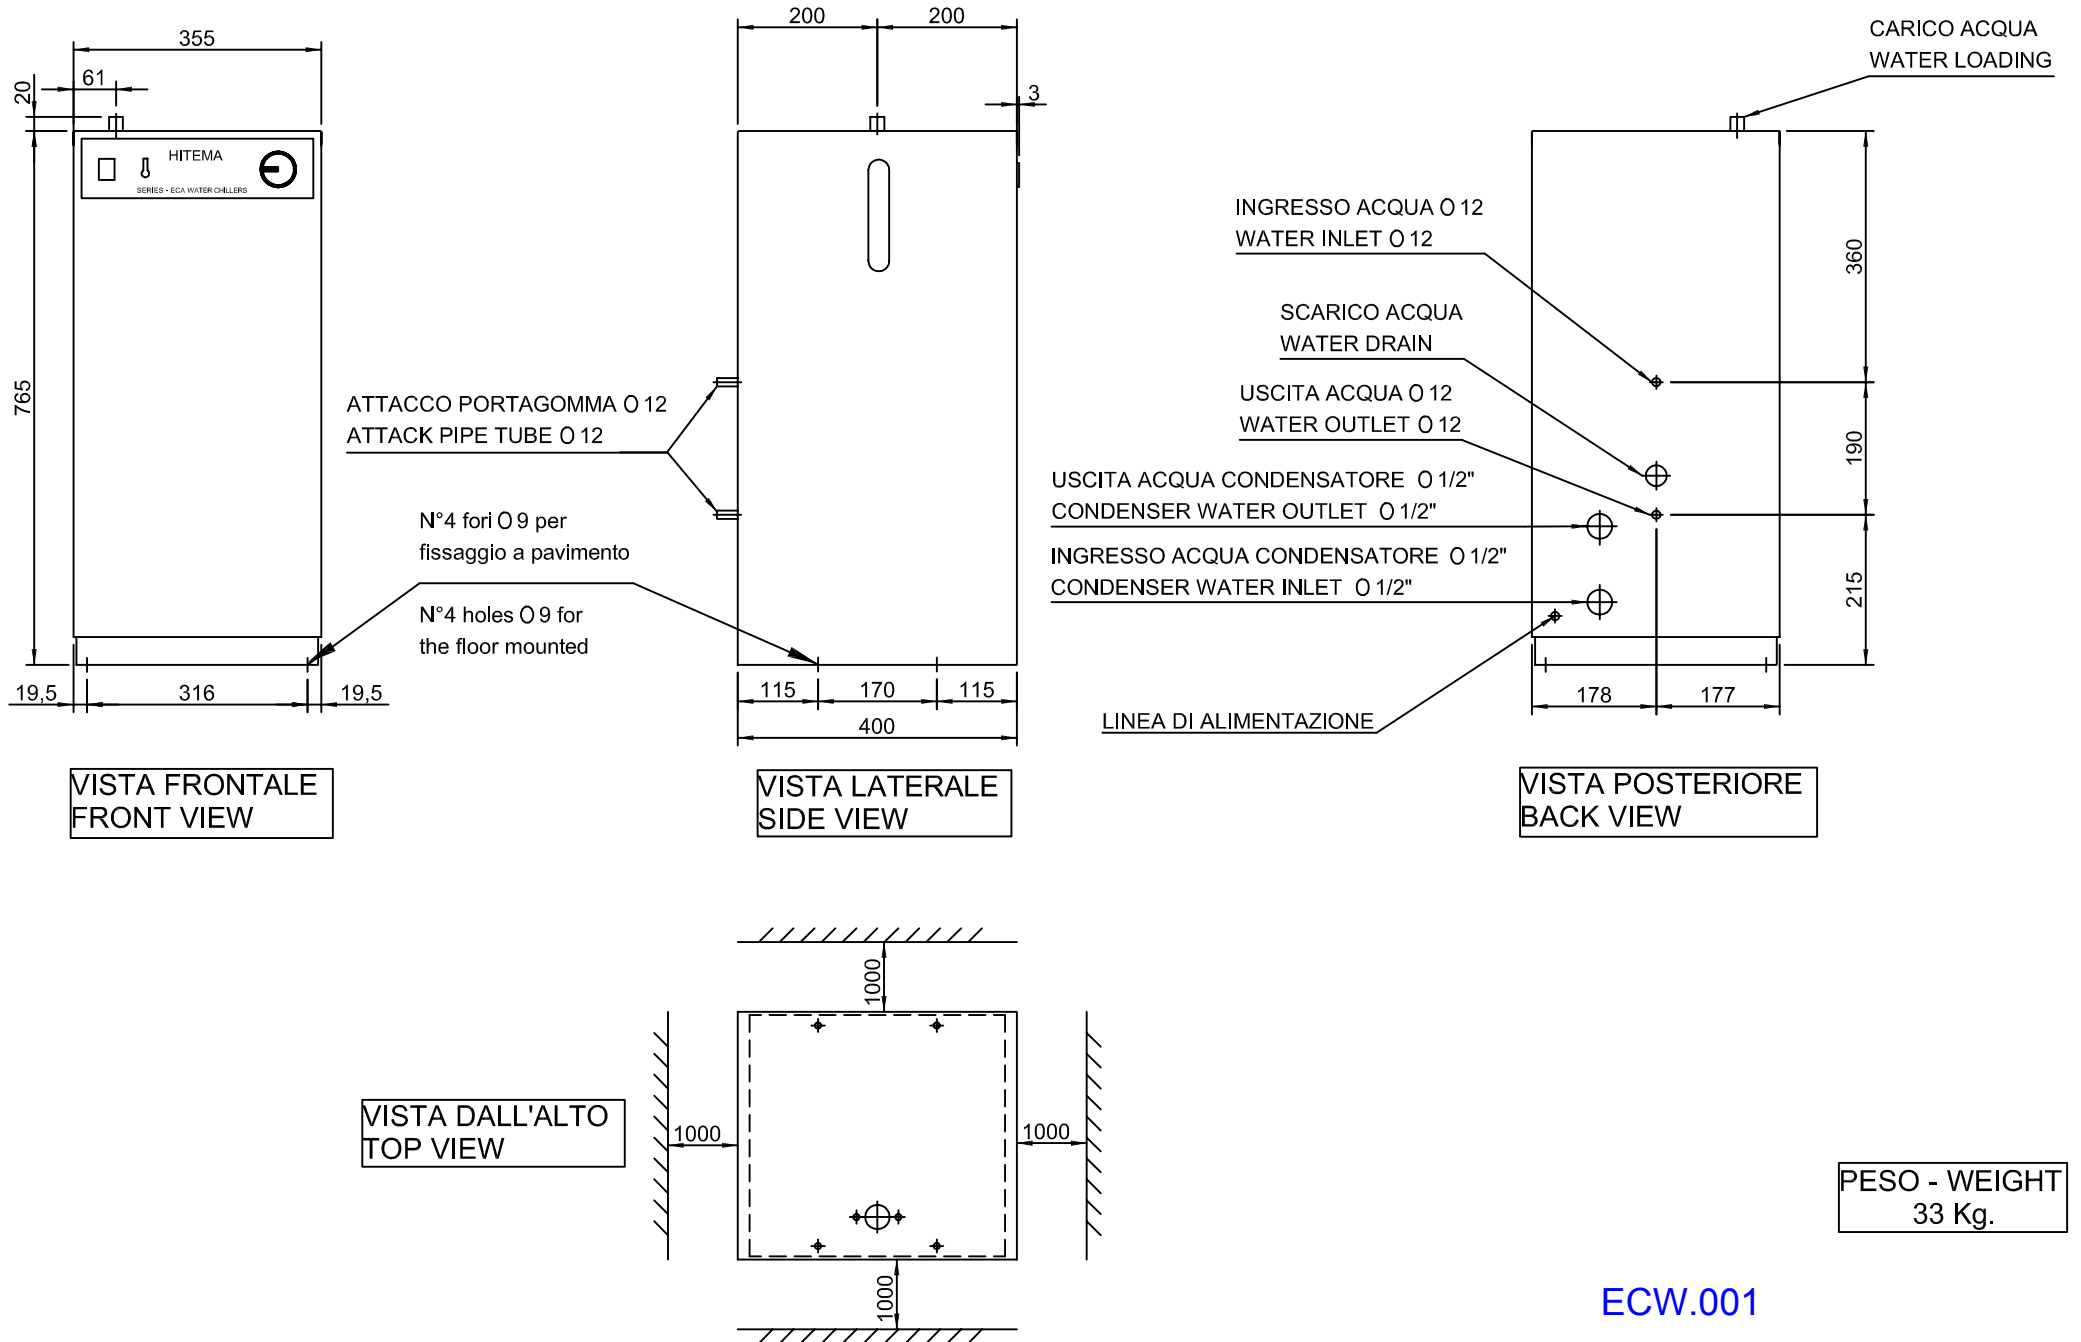 355
61
20
765
HITEMA
SERIES - ECA WATER CHILLERS
19,5
316
19,5
VISTA FRONTALE
FRONT VIEW
ATTACCO PORTAGOMMA O 12
ATTACK PIPE TUBE O 12
N°4 fori O 9 per
fissaggio a pavimento
N°4 holes O 9 for
the floor mounted
200
200
3
115
170
115
400
VISTA LATERALE
SIDE VIEW
CARICO ACQUA
WATER LOADING
INGRESSO ACQUA O 12
WATER INLET O 12
SCARICO ACQUA
WATER DRAIN
USCITA ACQUA O 12
WATER OUTLET O 12
USCITA ACQUA CONDENSATORE O 1/2"
CONDENSER WATER OUTLET O 1/2"
INGRESSO ACQUA CONDENSATORE O 1/2"
CONDENSER WATER INLET O 1/2"
LINEA DI ALIMENTAZIONE
360
190
215
178
177
VISTA POSTERIORE
BACK VIEW
1000
1000
1000
1000
VISTA DALL'ALTO
TOP VIEW
PESO - WEIGHT
33 Kg.
ECW.001